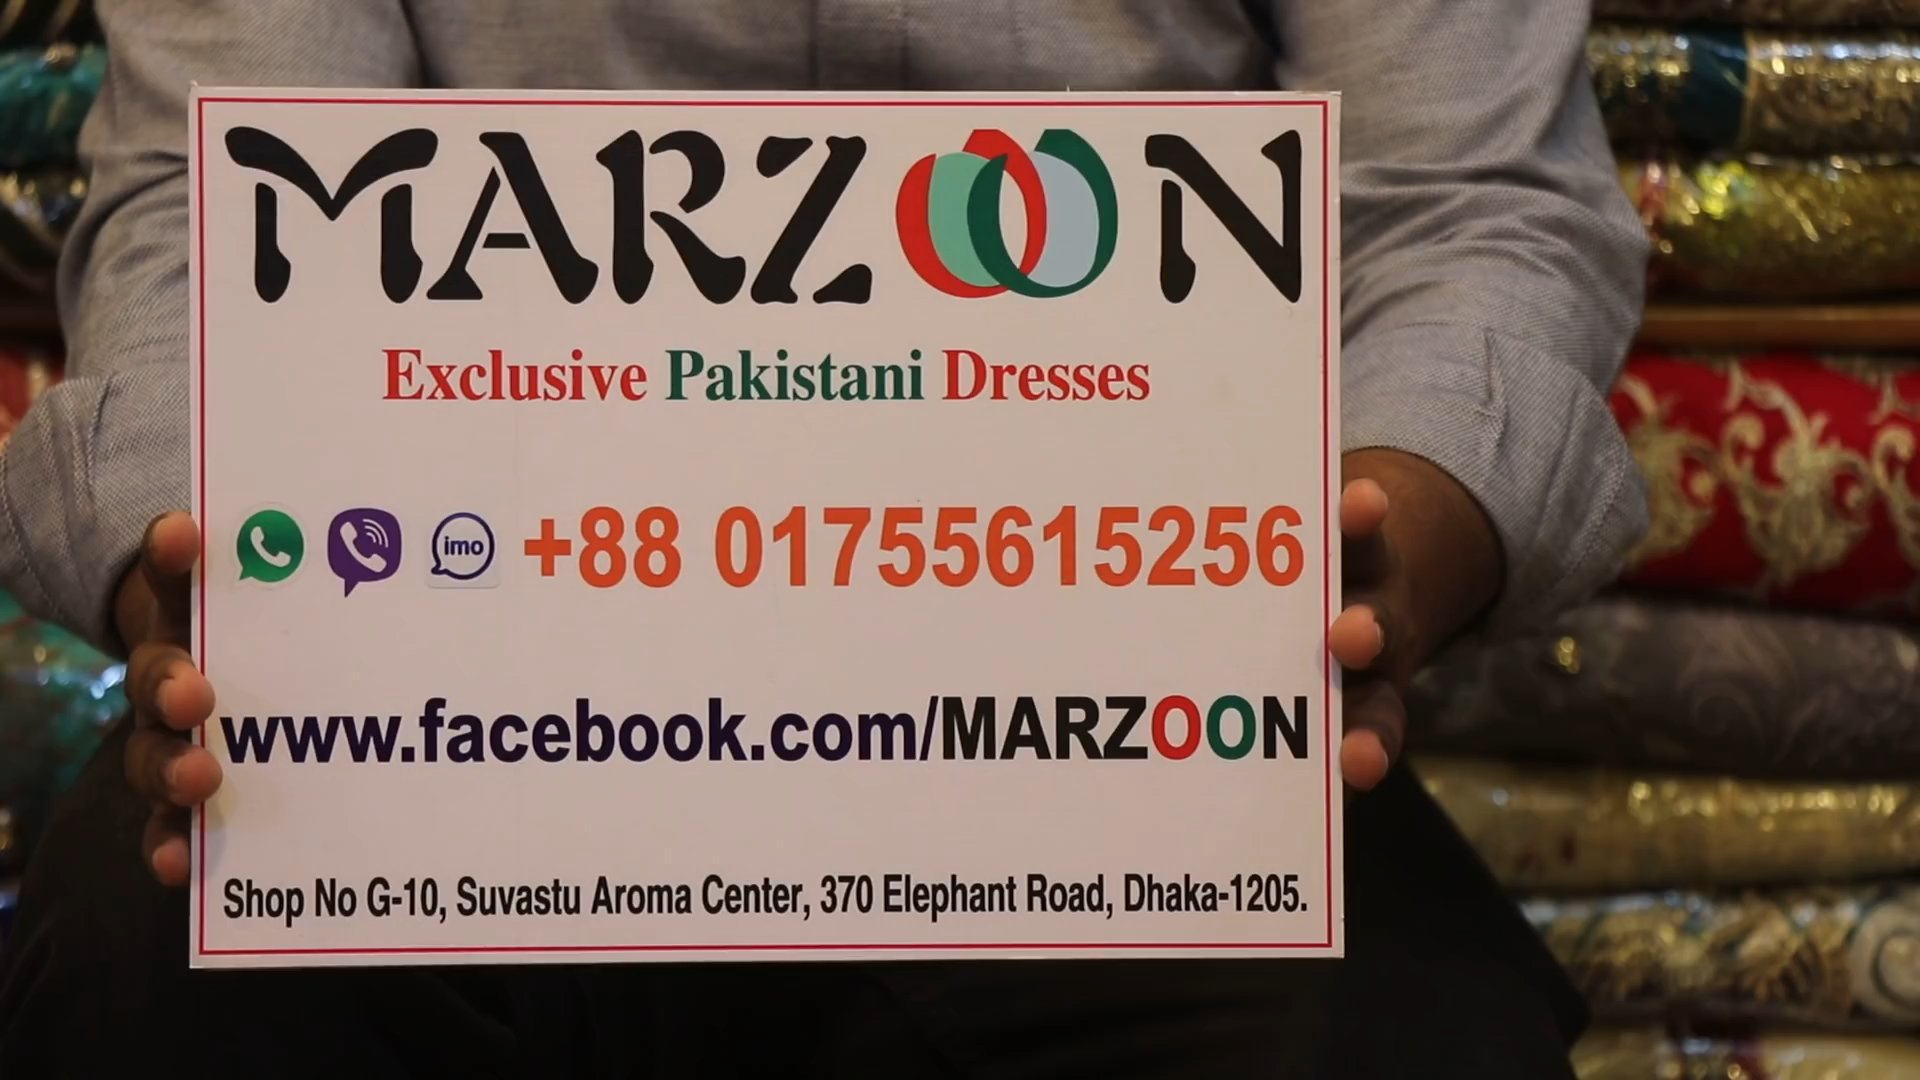 MARZOON
Exclusive Pakistani Dresses
imo +88 01755615256
www.facebook.com/MARZOON
Shop No G-10, Suvastu Aroma Center, 370 Elephant Road, Dhaka-1205.